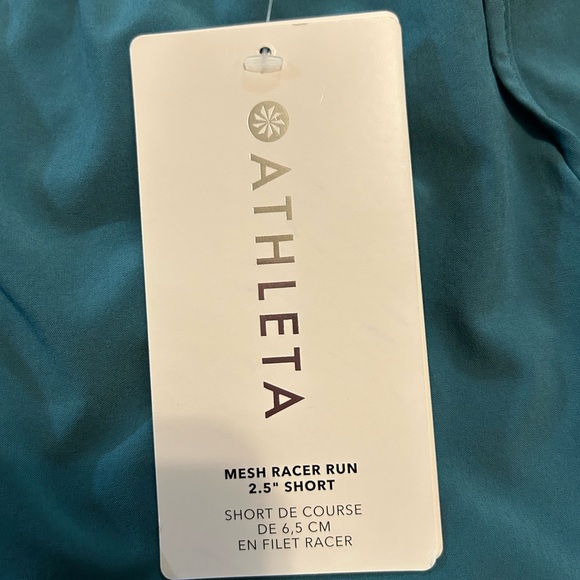 ATHLETA
MESH RACER RUN
2.5" SHORT
SHORT DE COURSE
DE 6,5 CM
EN FILET RACER